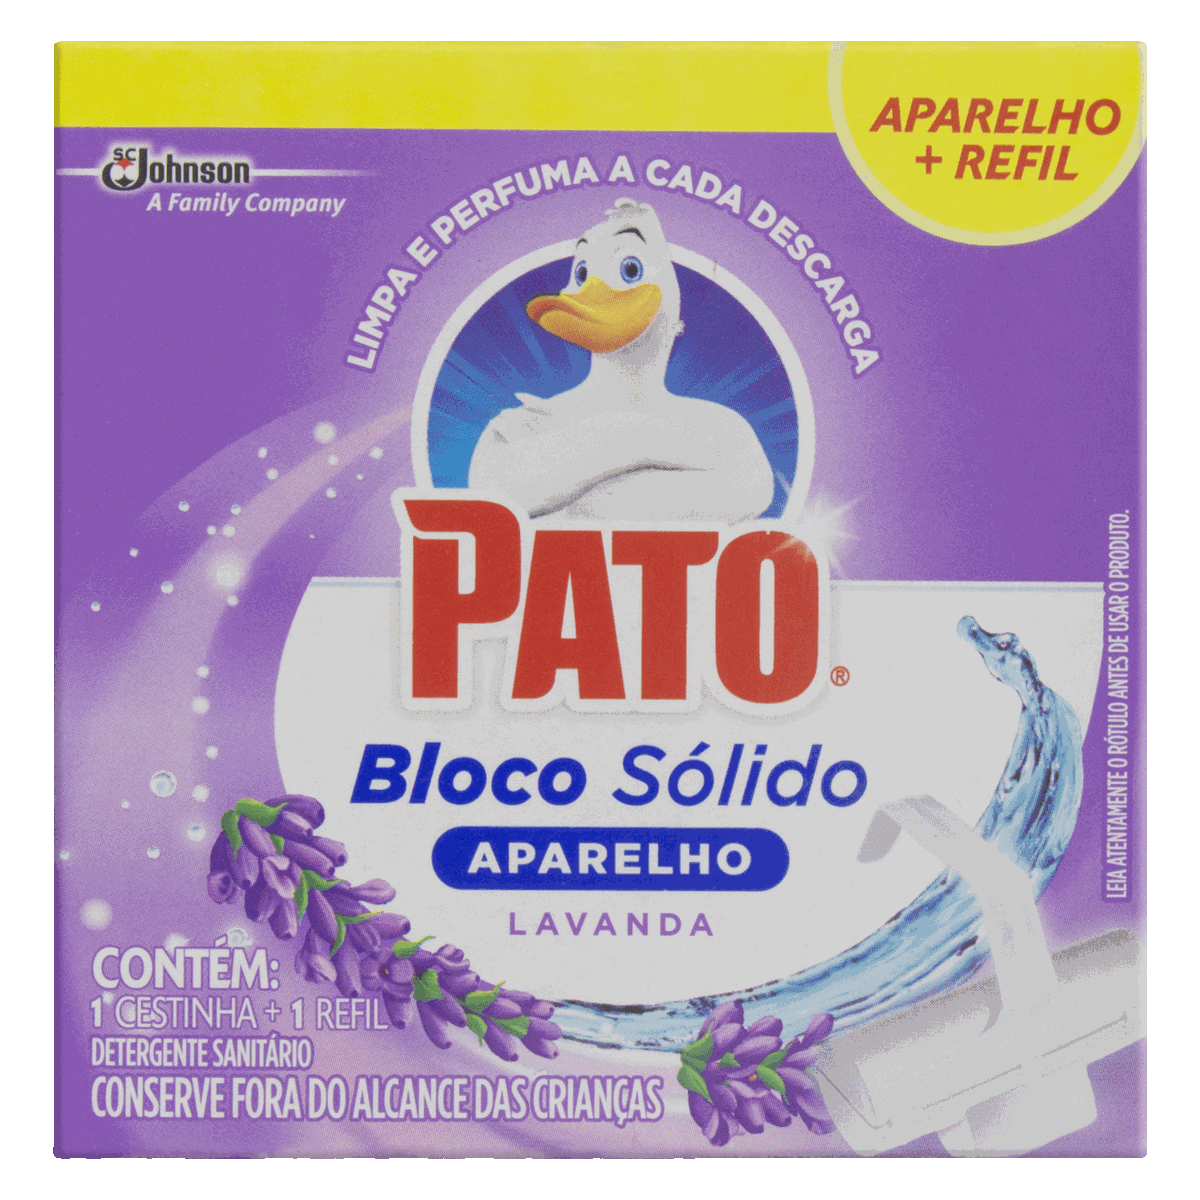 SC Johnson
A Family Company
APARELHO
+ REFIL
LIMPA E PERFUMA A CADA DESCARGA
PATO®
Bloco Sólido
APARELHO
LAVANDA
CONTÉM:
1 CESTINHA + 1 REFIL
DETERGENTE SANITÁRIO
CONSERVE FORA DO ALCANCE DAS CRIANÇAS
LEIA ATENTAMENTE O RÓTULO ANTES DE USAR O PRODUTO.